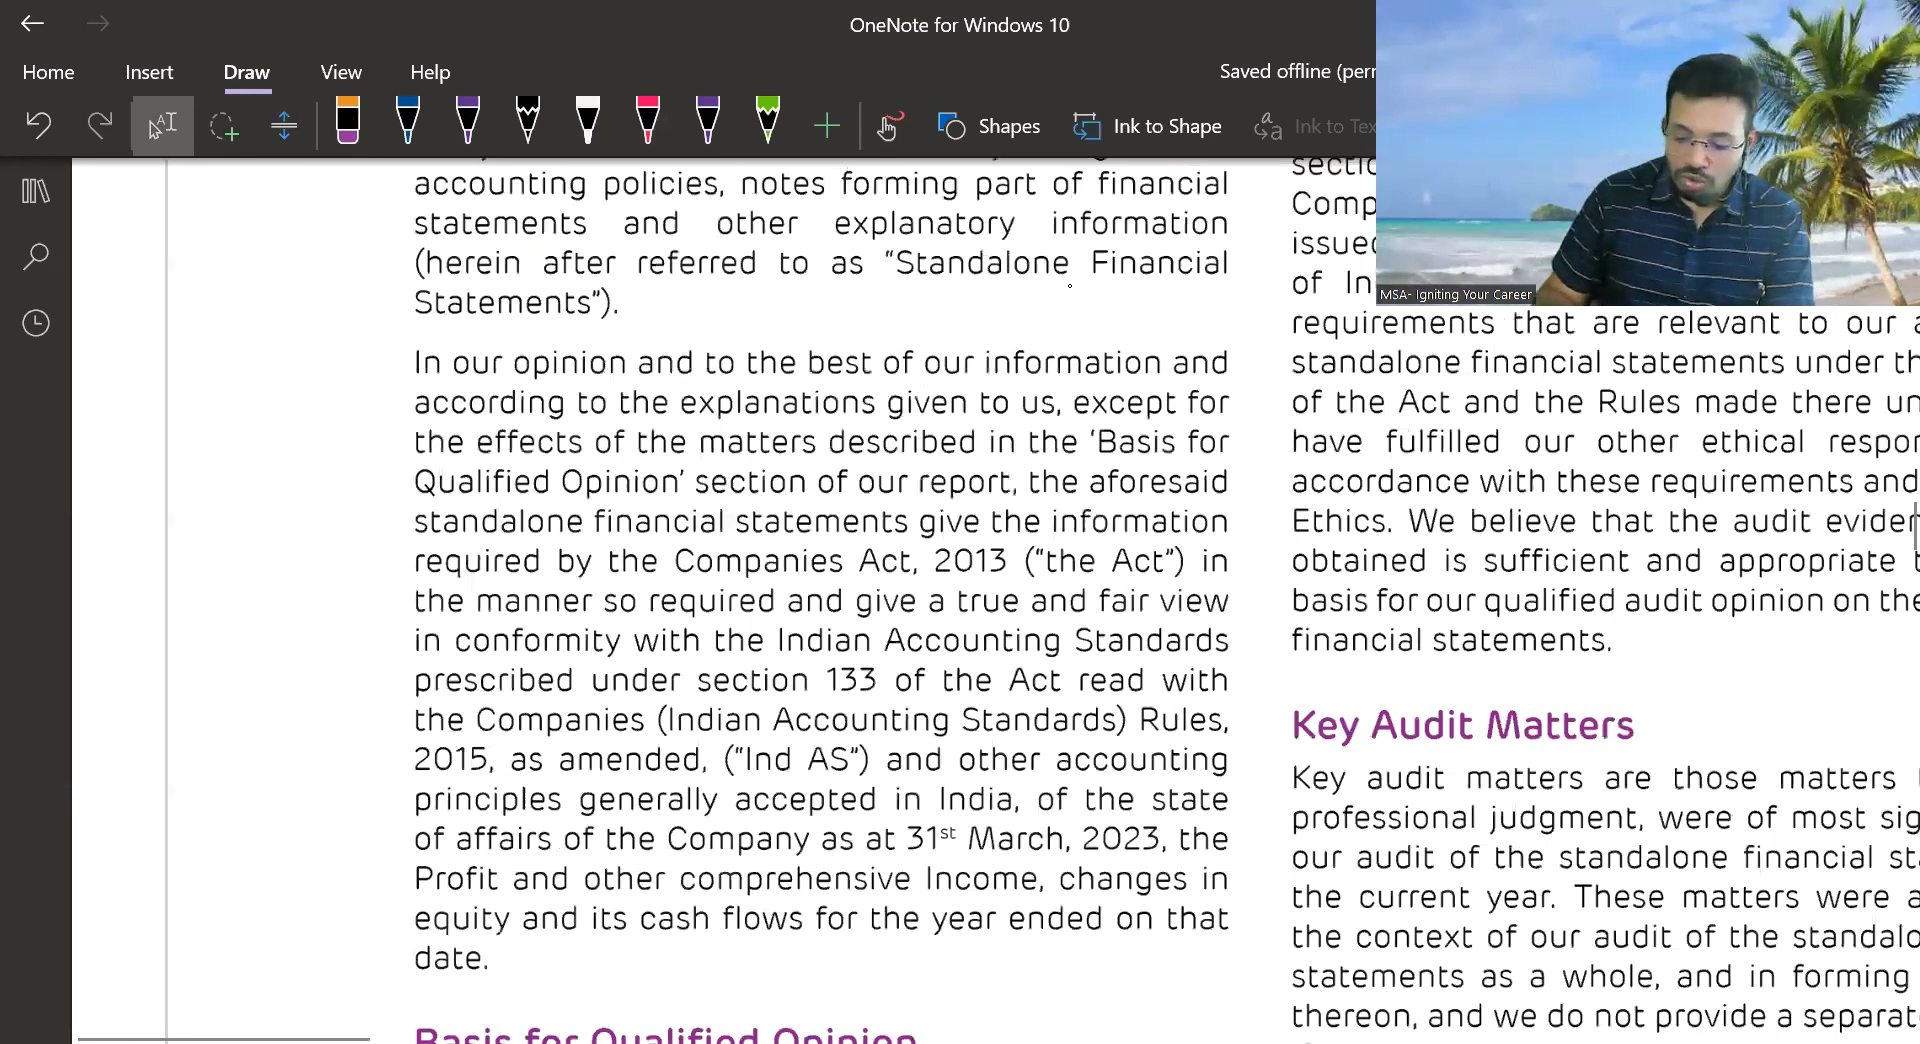 OneNote for Windows 10
Home Insert Draw View Help
Saved offline
Shapes
Ink to Shape
Ink to
MSA- Igniting Your Career
accounting policies, notes forming part of financial
statements and other explanatory information
(herein after referred to as "Standalone Financial
Statements").
In our opinion and to the best of our information and
according to the explanations given to us, except for
the effects of the matters described in the ‘Basis for
Qualified Opinion’ section of our report, the aforesaid
standalone financial statements give the information
required by the Companies Act, 2013 ("the Act") in
the manner so required and give a true and fair view
in conformity with the Indian Accounting Standards
prescribed under section 133 of the Act read with
the Companies (Indian Accounting Standards) Rules,
2015, as amended, ("Ind AS") and other accounting
principles generally accepted in India, of the state
of affairs of the Company as at 31st March, 2023, the
Profit and other comprehensive Income, changes in
equity and its cash flows for the year ended on that
date.
Basis for Qualified Opinion
issued
of
requirements that are relevant to our
standalone financial statements under
of the Act and the Rules made there
have fulfilled our other ethical
accordance with these requirements and
Ethics. We believe that the audit
obtained is sufficient and appropriate
basis for our qualified audit opinion on
financial statements.
Key Audit Matters
Key audit matters are those matters
professional judgment, were of most
our audit of the standalone financial
the current year. These matters were
the context of our audit of the
statements as a whole, and in forming
thereon, and we do not provide a